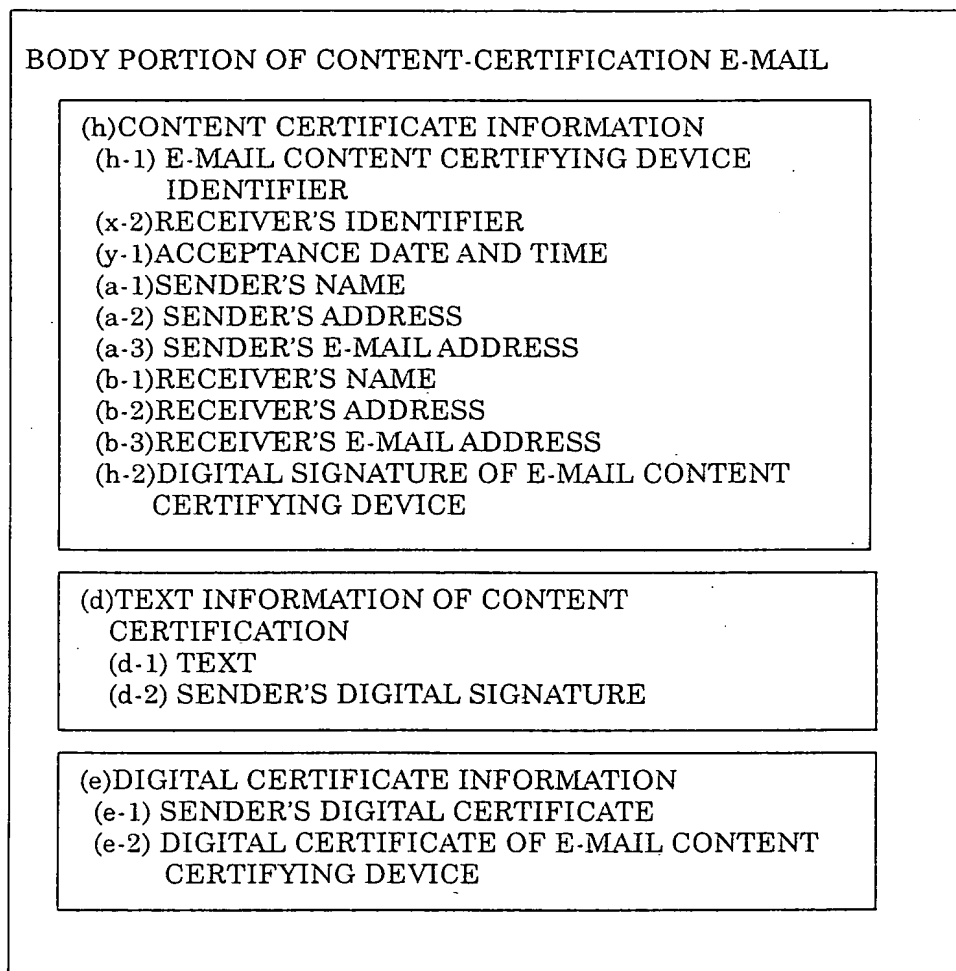 BODY PORTION OF CONTENT-CERTIFICATION E-MAIL
(h)CONTENT CERTIFICATE INFORMATION
(h-1) E-MAIL CONTENT CERTIFYING DEVICE
IDENTIFIER
(x-2)RECEIVER'S IDENTIFIER
(y-1)ACCEPTANCE DATE AND TIME
(a-1)SENDER'S NAME
(a-2) SENDER'S ADDRESS
(a-3) SENDER'S E-MAIL ADDRESS
(b-1)RECEIVER'S NAME
(b-2)RECEIVER'S ADDRESS
(b-3)RECEIVER'S E-MAIL ADDRESS
(h-2)DIGITAL SIGNATURE OF E-MAIL CONTENT
CERTIFYING DEVICE
(d)TEXT INFORMATION OF CONTENT
CERTIFICATION
(d-1) TEXT
(d-2) SENDER'S DIGITAL SIGNATURE
(e)DIGITAL CERTIFICATE INFORMATION
(e-1) SENDER'S DIGITAL CERTIFICATE
(e-2) DIGITAL CERTIFICATE OF E-MAIL CONTENT
CERTIFYING DEVICE